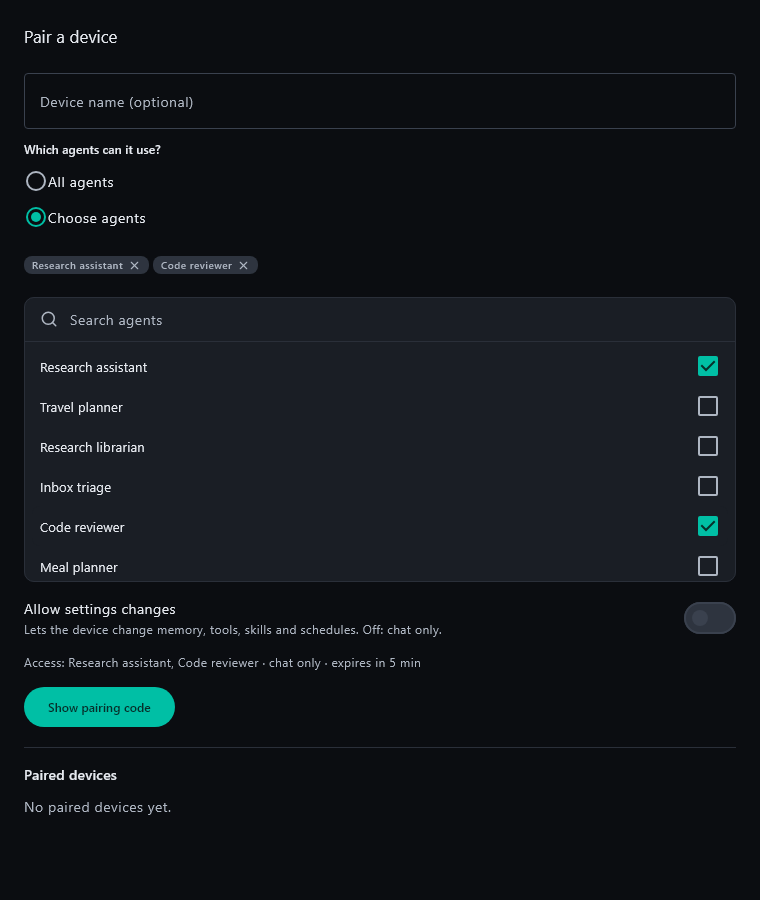 Pair a device
Device name (optional)
Which agents can it use?
All agents
Choose agents
Research assistant
Code reviewer
Search agents
Research assistant
Travel planner
Research librarian
Inbox triage
Code reviewer
Meal planner
Allow settings changes
Lets the device change memory, tools, skills and schedules. Off: chat only.
Access: Research assistant, Code reviewer · chat only · expires in 5 min
Show pairing code
Paired devices
No paired devices yet.